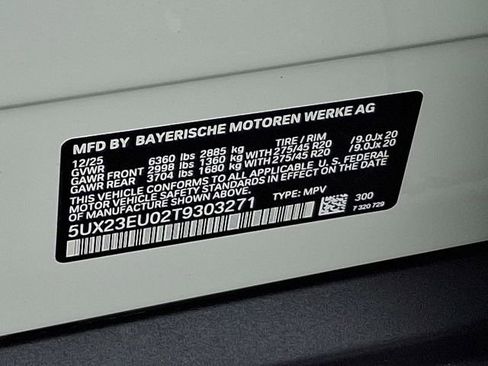 MFD BY BAYERISCHE MOTOREN WERKE AG
12/25 6360 lbs 2885 kg TIRE / RIM
GVWR
GAWR FRONT 2998 lbs 1360 kg WITH 275/45 R20 / 9.0Jx 20
GAWR REAR 3704 lbs 1680 kg WITH 275/45 R20 / 9.0Jx 20
THIS VEHICLE CONFORMS TO ALL APPLICABLE U. S. FEDERAL
MOTOR VEHICLE SAFETY STANDARDS IN EFFECT ON THE DATE
OF MANUFACTURE SHOWN ABOVE.
5UX23EU02T9303271 TYPE: MPV 300
7 320 729